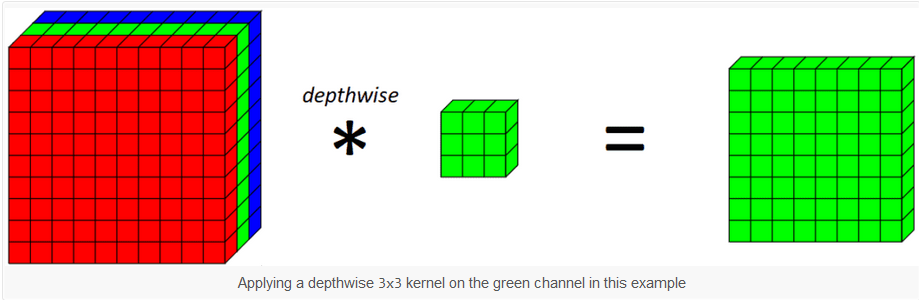 depthwise
* =
Applying a depthwise 3x3 kernel on the green channel in this example